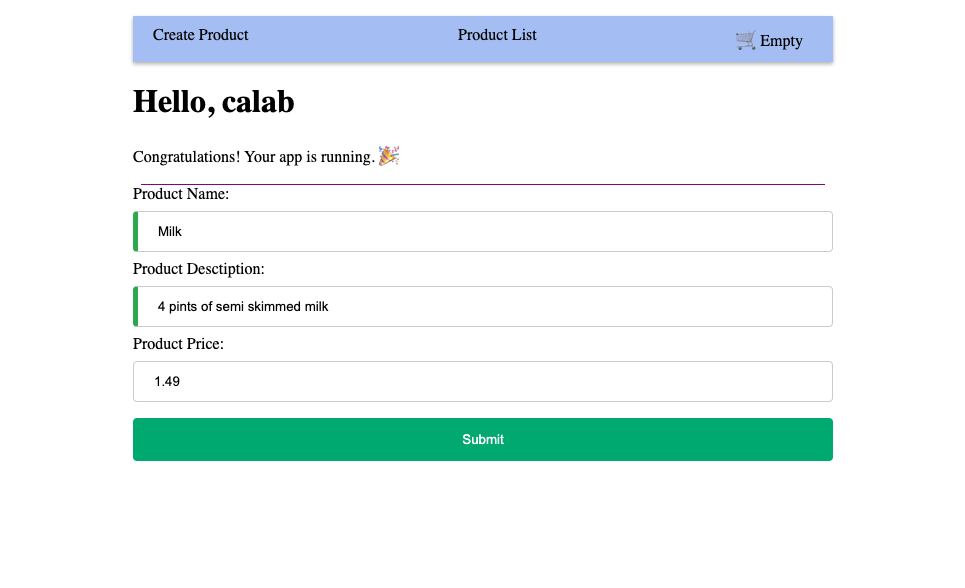 Create Product Product List 🛒 Empty
Hello, calab
Congratulations! Your app is running. 🎉
Product Name:
Milk
Product Desctiption:
4 pints of semi skimmed milk
Product Price:
1.49
Submit